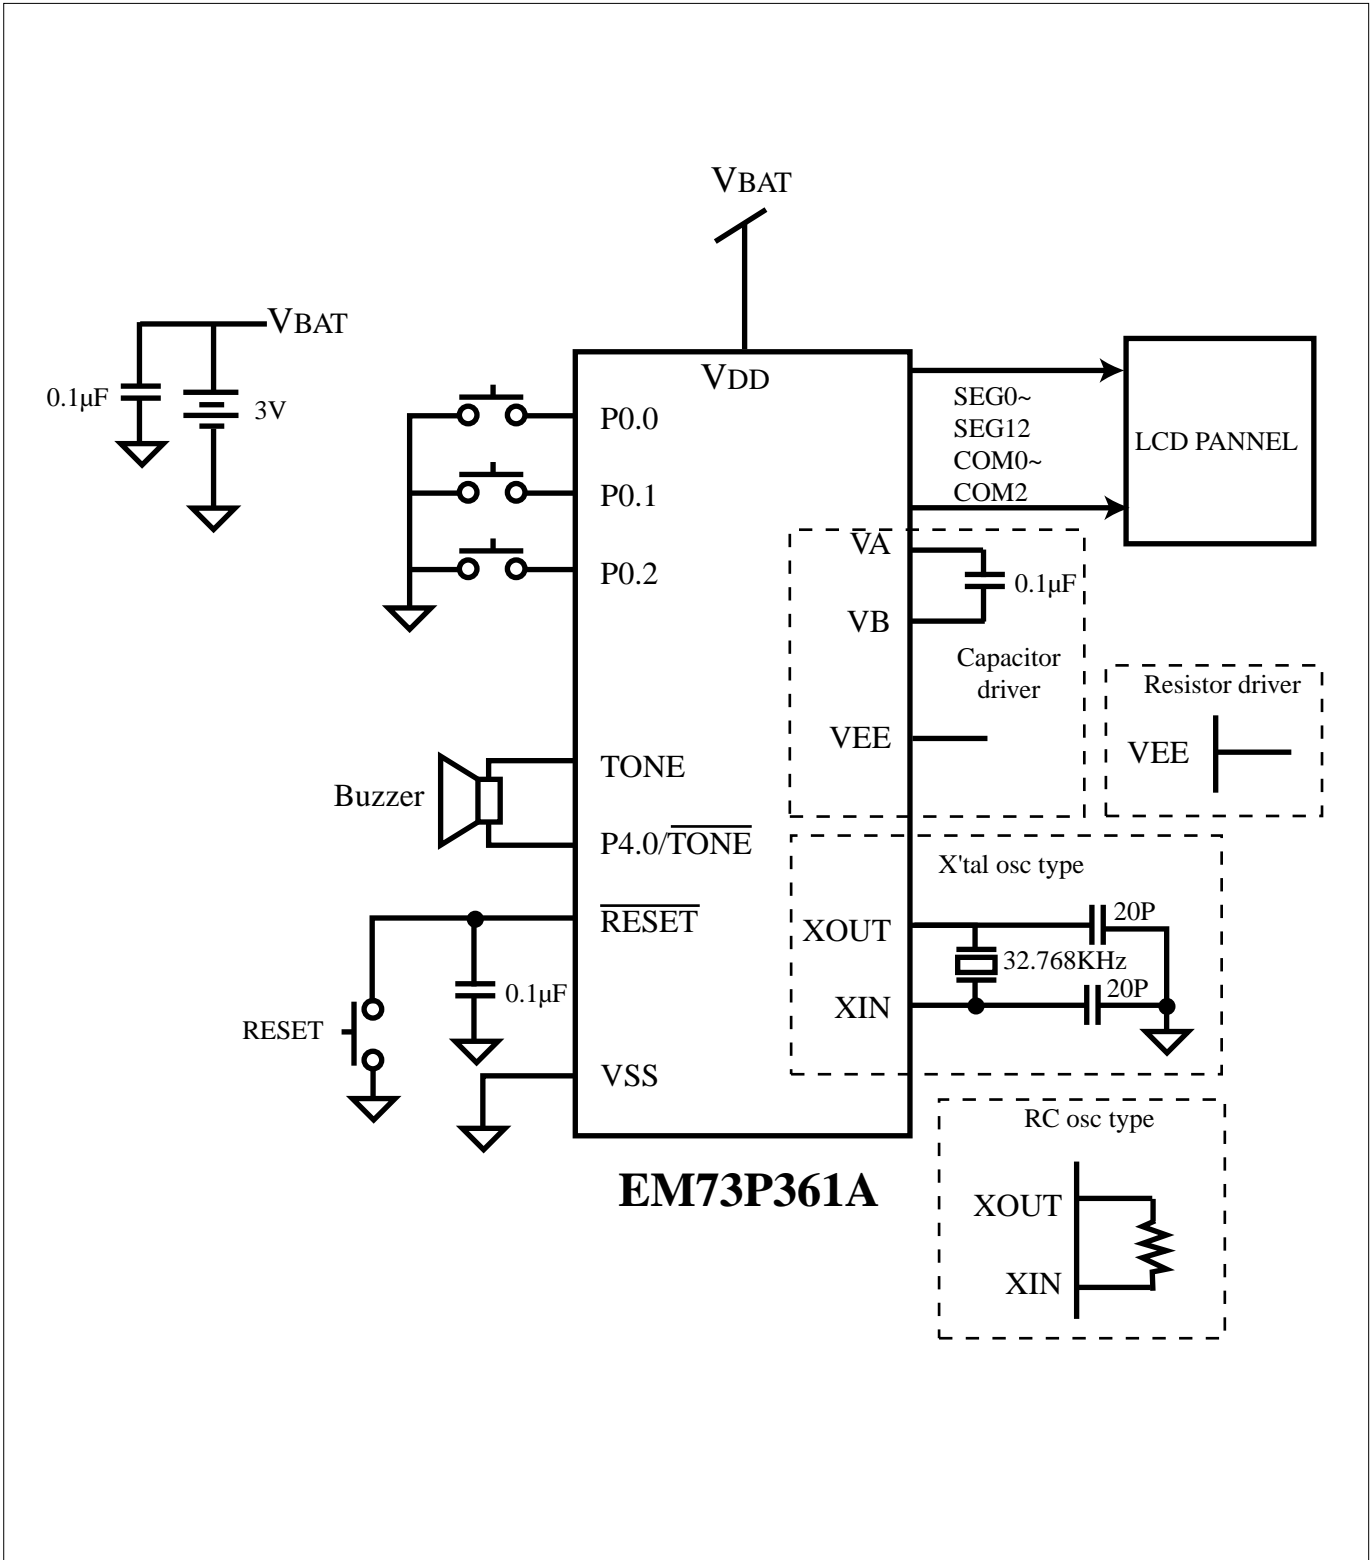 VBAT
VBAT
0.1µF
3V
VDD
P0.0
P0.1
P0.2
SEG0~
SEG12
COM0~
COM2
LCD PANNEL
VA
0.1µF
VB
Capacitor
driver
VEE
Resistor driver
VEE
TONE
Buzzer
P4.0/TONE
X'tal osc type
RESET
XOUT
20P
32.768KHz
0.1µF
20P
XIN
RESET
VSS
RC osc type
EM73P361A
XOUT
XIN